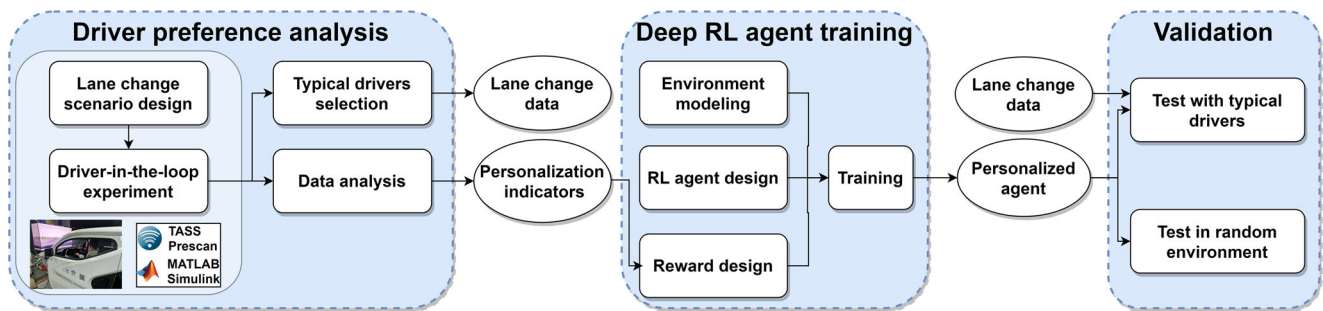 Driver preference analysis
Lane change
scenario design
Driver-in-the-loop
experiment
TASS
Prescan
MATLAB
Simulink
Typical drivers
selection
Data analysis
Lane change
data
Personalization
indicators
Deep RL agent training
Environment
modeling
RL agent design
Reward design
Training
Lane change
data
Personalized
agent
Validation
Test with typical
drivers
Test in random
environment